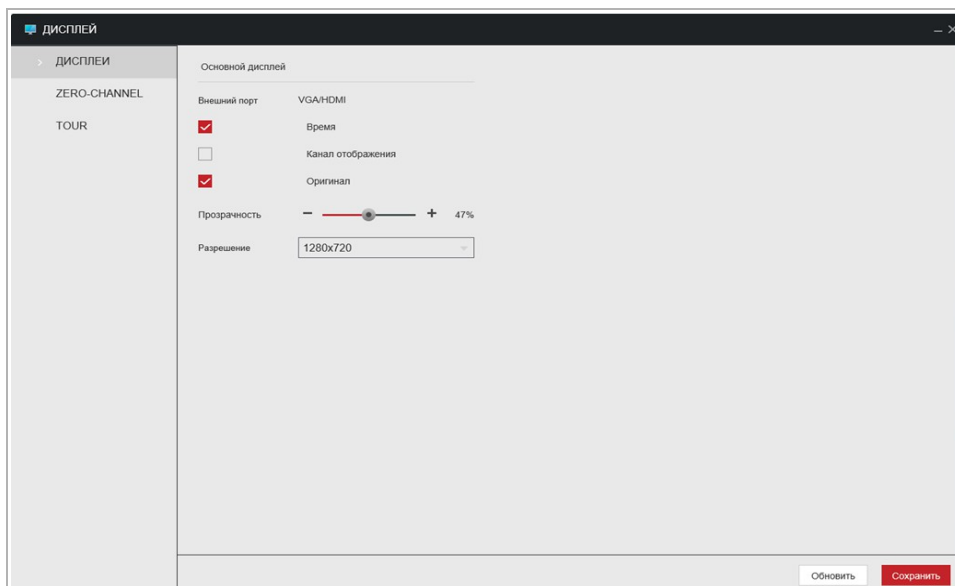 ДИСПЛЕЙ
ДИСПЛЕИ
ZERO-CHANNEL
TOUR
Основной дисплей
Внешний порт VGA/HDMI
Время
Канал отображения
Оригинал
Прозрачность 47%
Разрешение 1280x720
Обновить Сохранить